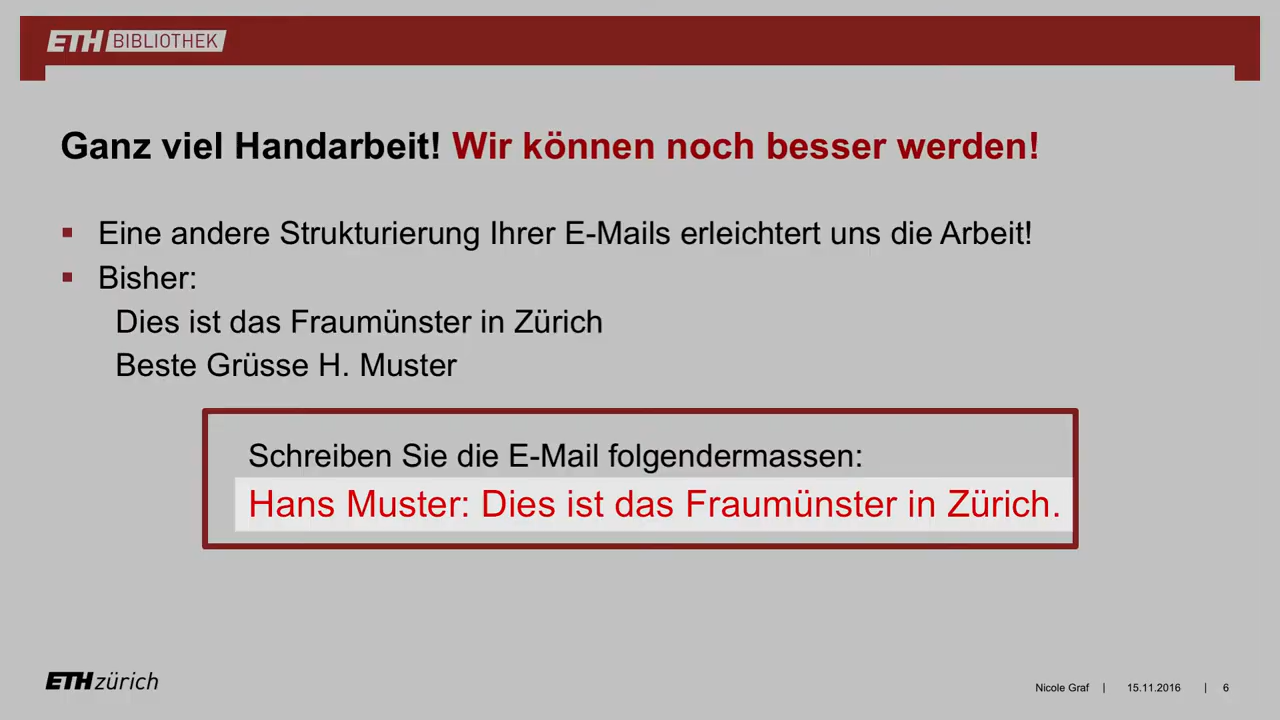 ETH BIBLIOTHEK
Ganz viel Handarbeit! Wir können noch besser werden!
▪ Eine andere Strukturierung Ihrer E-Mails erleichtert uns die Arbeit!
▪ Bisher:
Dies ist das Fraumünster in Zürich
Beste Grüsse H. Muster
Schreiben Sie die E-Mail folgendermassen:
Hans Muster: Dies ist das Fraumünster in Zürich.
ETH zürich
Nicole Graf | 15.11.2016 | 6